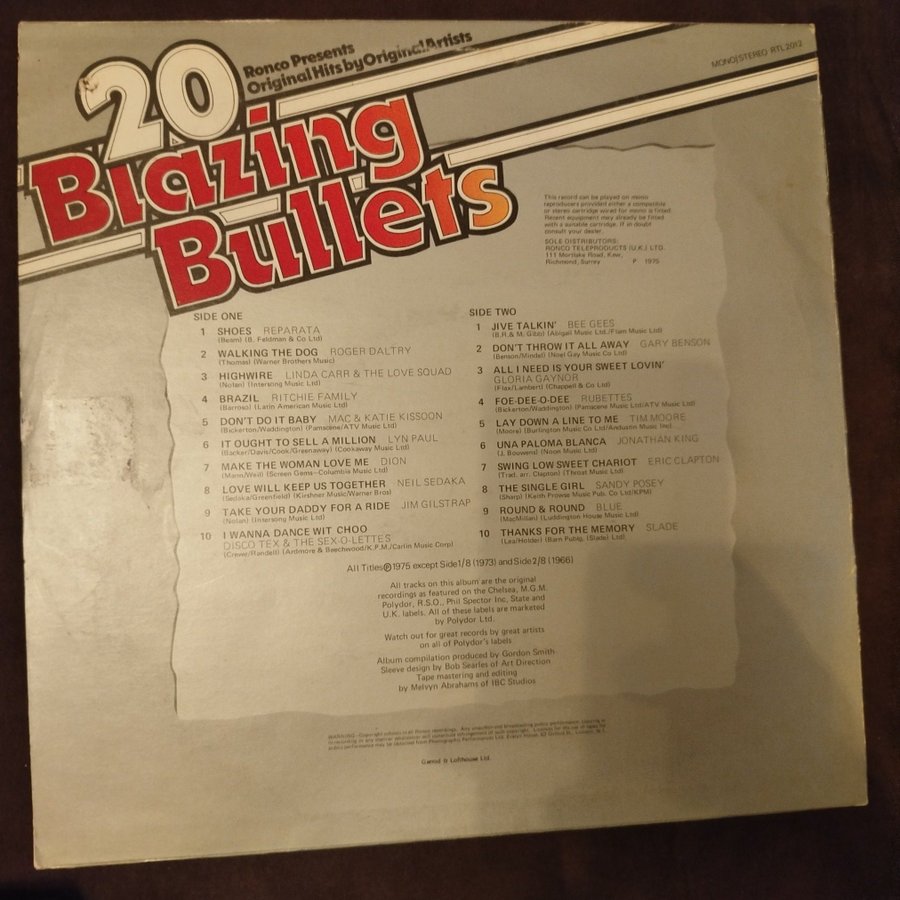 20
Ronco Presents
Original Hits by Original Artists
Blazing
Bullets
MONO/STEREO RTL 2012
This record can be played on mono
reproducers provided either a compatible
or stereo cartridge wired for mono is fitted.
Recent equipment may already be fitted
with a suitable cartridge. If in doubt
consult your dealer.
SOLE DISTRIBUTORS:
RONCO TELEPRODUCTS (U.K.) LTD.
111 Mortlake Road, Kew,
Richmond, Surrey P 1975
SIDE ONE
1 SHOES REPARATA
(Beam) (B. Feldman & Co Ltd)
2 WALKING THE DOG ROGER DALTRY
(Thomas) (Warner Brothers Music)
3 HIGHWIRE LINDA CARR & THE LOVE SQUAD
(Nolan) (Intersong Music Ltd)
4 BRAZIL RITCHIE FAMILY
(Barroso) (Latin American Music Ltd)
5 DON'T DO IT BABY MAC & KATIE KISSOON
(Bickerton/Waddington) (Pamscene/ATV Music Ltd)
6 IT OUGHT TO SELL A MILLION LYN PAUL
(Backer/Davis/Cook/Greenaway) (Cookaway Music Ltd)
7 MAKE THE WOMAN LOVE ME DION
(Mann/Weil) (Screen Gems–Columbia Music Ltd)
8 LOVE WILL KEEP US TOGETHER NEIL SEDAKA
(Sedaka/Greenfield) (Kirshner Music/Warner Bros)
9 TAKE YOUR DADDY FOR A RIDE JIM GILSTRAP
(Nolan) (Intersong Music Ltd)
10 I WANNA DANCE WIT CHOO
DISCO TEX & THE SEX-O-LETTES
(Crewe/Randell) (Ardmore & Beechwood/K.P.M./Carlin Music Corp)
SIDE TWO
1 JIVE TALKIN' BEE GEES
(B.R.& M. Gibb) (Abigail Music Ltd./Flam Music Ltd)
2 DON'T THROW IT ALL AWAY GARY BENSON
(Benson/Mindel) (Noel Gay Music Co Ltd)
3 ALL I NEED IS YOUR SWEET LOVIN'
GLORIA GAYNOR
(Flax/Lambert) (Chappell & Co Ltd)
4 FOE-DEE-O-DEE RUBETTES
(Bickerton/Waddington) (Pamscene Music Ltd/ATV Music Ltd)
5 LAY DOWN A LINE TO ME TIM MOORE
(Moore) (Burlington Music Co Ltd/Andustin Music Inc)
6 UNA PALOMA BLANCA JONATHAN KING
(J. Bouwens) (Noon Music Ltd)
7 SWING LOW SWEET CHARIOT ERIC CLAPTON
(Trad. arr. Clapton) (Throat Music Ltd)
8 THE SINGLE GIRL SANDY POSEY
(Sharp) (Keith Prowse Music Pub. Co Ltd/KPM)
9 ROUND & ROUND BLUE
(MacMillan) (Luddington House Music Ltd)
10 THANKS FOR THE MEMORY SLADE
(Lea/Holder) (Barn Pubig. (Slade) Ltd)
All Titles ℗ 1975 except Side 1/8 (1973) and Side 2/8 (1966)
All tracks on this album are the original
recordings as featured on the Chelsea, M.G.M.
Polydor, R.S.O., Phil Spector Inc, State and
U.K. labels. All of these labels are marketed
by Polydor Ltd.
Watch out for great records by great artists
on all of Polydor's labels
Album compilation produced by Gordon Smith
Sleeve design by Bob Searles of Art Direction
Tape mastering and editing
by Melvyn Abrahams of IBC Studios
WARNING—Copyright subsists in all Ronco recordings. Any unauthorised broadcasting public performance
Garrod & Lofthouse Ltd.